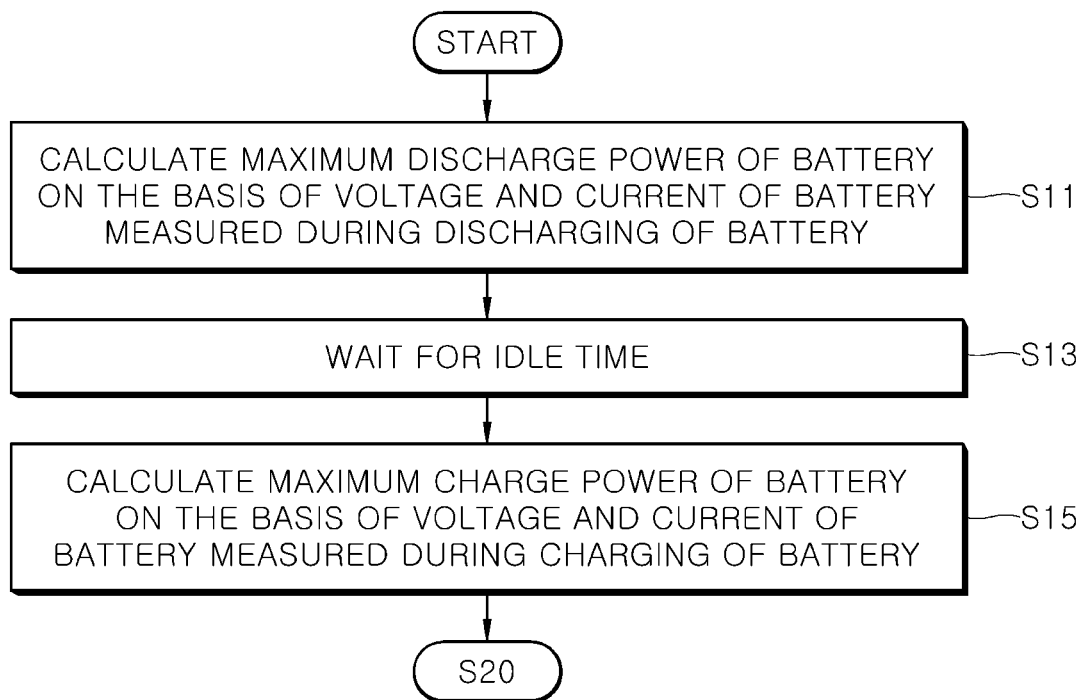 START
CALCULATE MAXIMUM DISCHARGE POWER OF BATTERY
ON THE BASIS OF VOLTAGE AND CURRENT OF BATTERY
MEASURED DURING DISCHARGING OF BATTERY
S11
WAIT FOR IDLE TIME
S13
CALCULATE MAXIMUM CHARGE POWER OF BATTERY
ON THE BASIS OF VOLTAGE AND CURRENT OF
BATTERY MEASURED DURING CHARGING OF BATTERY
S15
S20